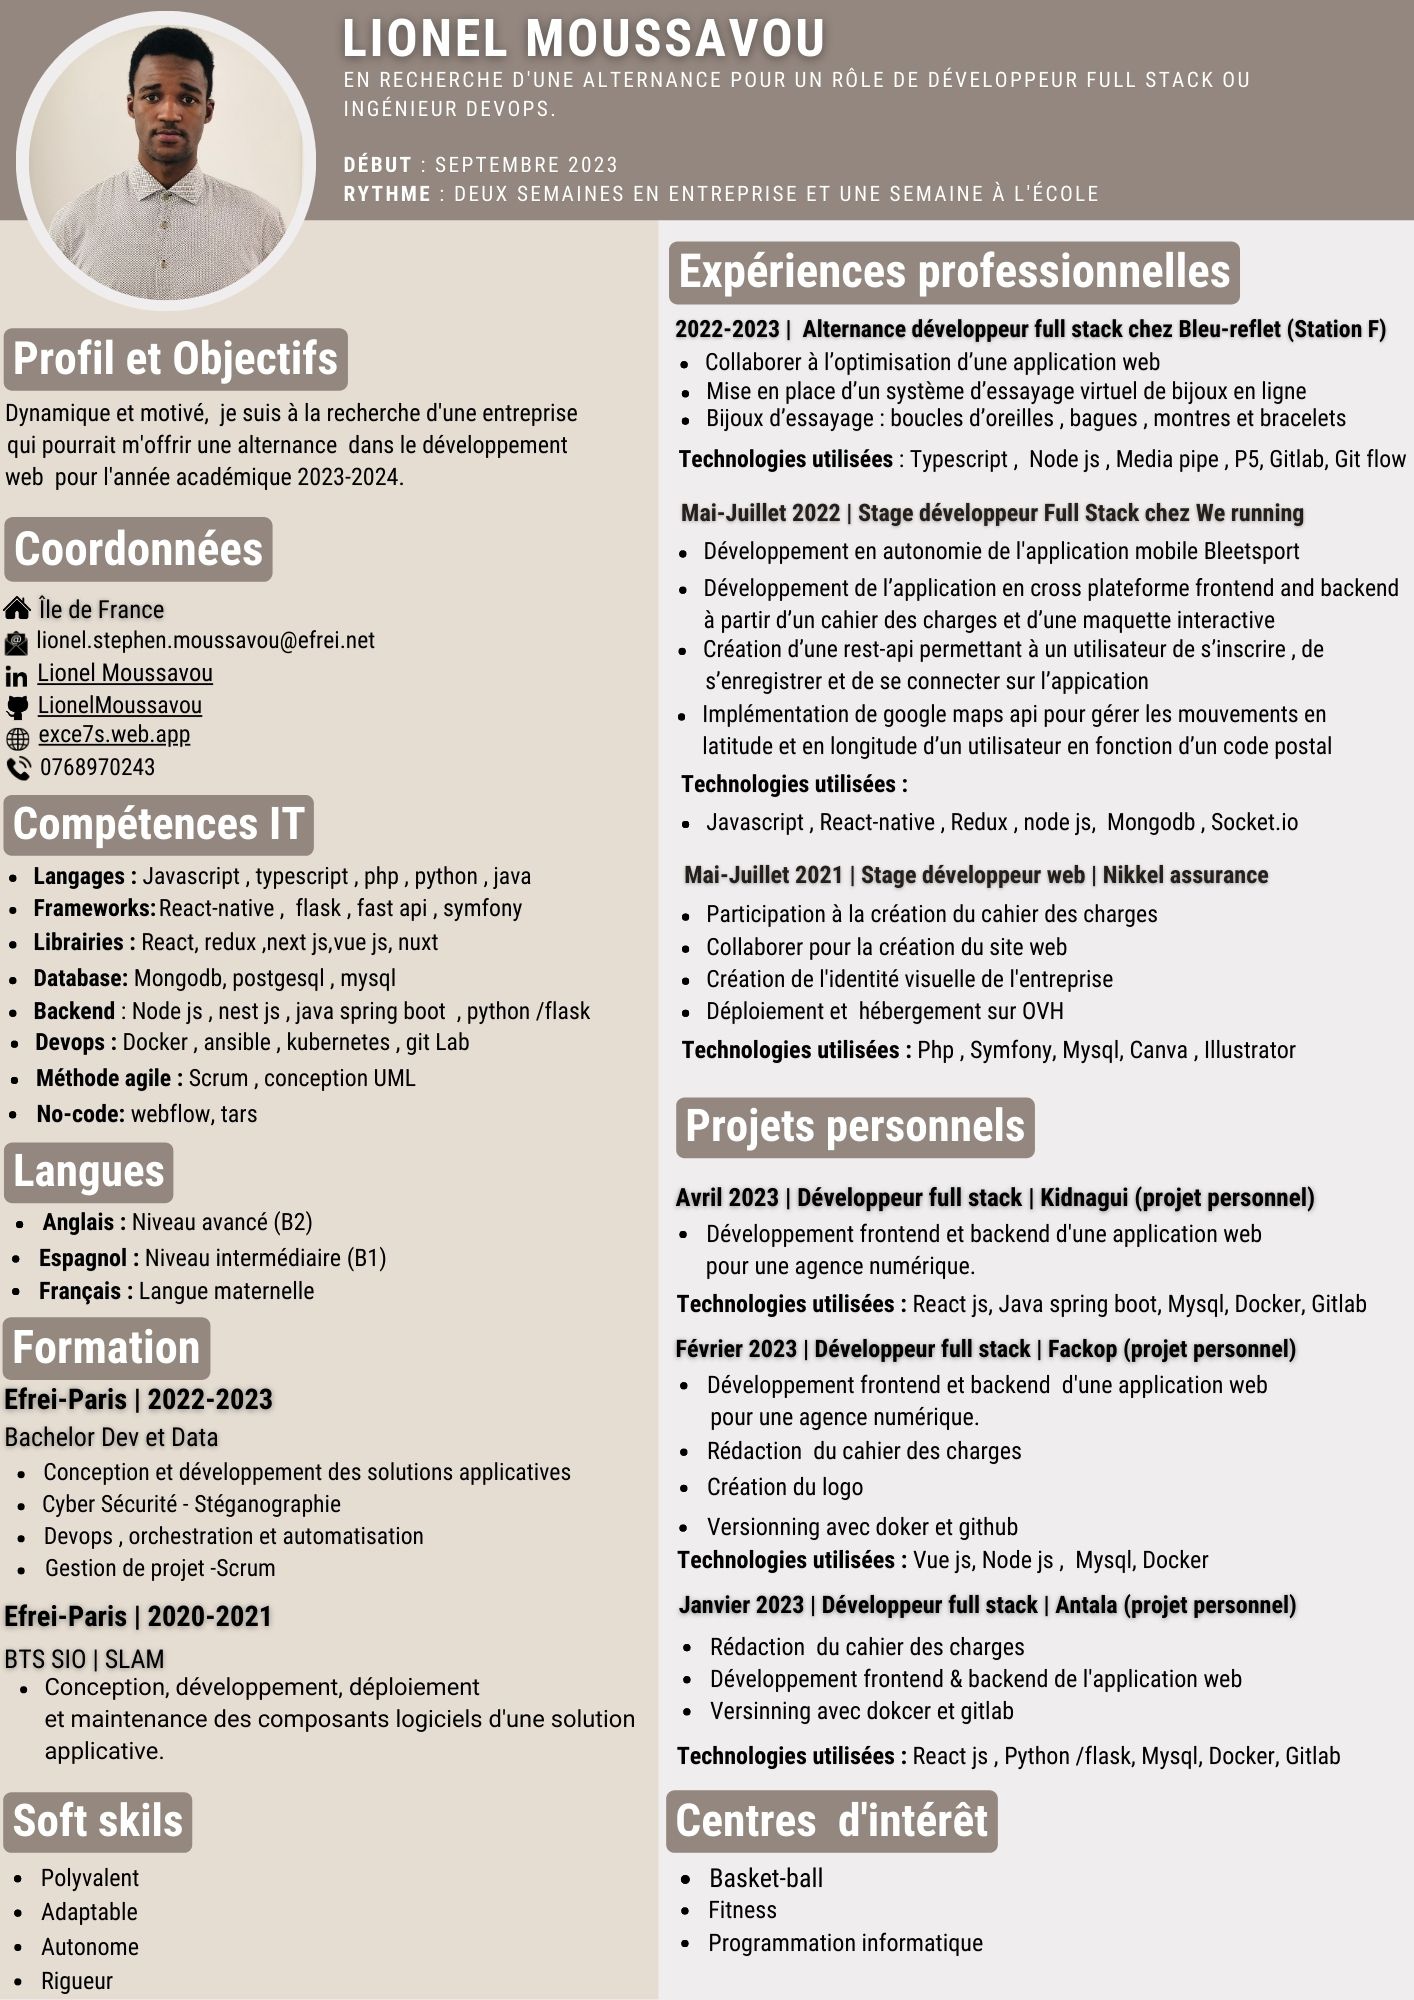 LIONEL MOUSSAVOU
EN RECHERCHE D'UNE ALTERNANCE POUR UN RÔLE DE DÉVELOPPEUR FULL STACK OU
INGÉNIEUR DEVOPS.
DÉBUT : SEPTEMBRE 2023
RYTHME : DEUX SEMAINES EN ENTREPRISE ET UNE SEMAINE À L'ÉCOLE
Profil et Objectifs
Dynamique et motivé, je suis à la recherche d'une entreprise
qui pourrait m'offrir une alternance dans le développement
web pour l'année académique 2023-2024.
Coordonnées
Île de France
lionel.stephen.moussavou@efrei.net
Lionel Moussavou
LionelMoussavou
exce7s.web.app
0768970243
Compétences IT
• Langages : Javascript , typescript , php , python , java
• Frameworks: React-native , flask , fast api , symfony
• Librairies : React, redux ,next js,vue js, nuxt
• Database: Mongodb, postgesql , mysql
• Backend : Node js , nest js , java spring boot , python /flask
• Devops : Docker , ansible , kubernetes , git Lab
• Méthode agile : Scrum , conception UML
• No-code: webflow, tars
Langues
• Anglais : Niveau avancé (B2)
• Espagnol : Niveau intermédiaire (B1)
• Français : Langue maternelle
Formation
Efrei-Paris | 2022-2023
Bachelor Dev et Data
• Conception et développement des solutions applicatives
• Cyber Sécurité - Stéganographie
• Devops , orchestration et automatisation
• Gestion de projet -Scrum
Efrei-Paris | 2020-2021
BTS SIO | SLAM
• Conception, développement, déploiement
et maintenance des composants logiciels d'une solution
applicative.
Soft skils
• Polyvalent
• Adaptable
• Autonome
• Rigueur
Expériences professionnelles
2022-2023 | Alternance développeur full stack chez Bleu-reflet (Station F)
• Collaborer à l’optimisation d’une application web
• Mise en place d’un système d’essayage virtuel de bijoux en ligne
• Bijoux d’essayage : boucles d’oreilles , bagues , montres et bracelets
Technologies utilisées : Typescript , Node js , Media pipe , P5, Gitlab, Git flow
Mai-Juillet 2022 | Stage développeur Full Stack chez We running
• Développement en autonomie de l'application mobile Bleetsport
• Développement de l’application en cross plateforme frontend and backend
à partir d’un cahier des charges et d’une maquette interactive
• Création d’une rest-api permettant à un utilisateur de s’inscrire , de
s’enregistrer et de se connecter sur l’appication
• Implémentation de google maps api pour gérer les mouvements en
latitude et en longitude d’un utilisateur en fonction d’un code postal
Technologies utilisées :
• Javascript , React-native , Redux , node js, Mongodb , Socket.io
Mai-Juillet 2021 | Stage développeur web | Nikkel assurance
• Participation à la création du cahier des charges
• Collaborer pour la création du site web
• Création de l'identité visuelle de l'entreprise
• Déploiement et hébergement sur OVH
Technologies utilisées : Php , Symfony, Mysql, Canva , Illustrator
Projets personnels
Avril 2023 | Développeur full stack | Kidnagui (projet personnel)
• Développement frontend et backend d'une application web
pour une agence numérique.
Technologies utilisées : React js, Java spring boot, Mysql, Docker, Gitlab
Février 2023 | Développeur full stack | Fackop (projet personnel)
• Développement frontend et backend d'une application web
pour une agence numérique.
• Rédaction du cahier des charges
• Création du logo
• Versionning avec doker et github
Technologies utilisées : Vue js, Node js , Mysql, Docker
Janvier 2023 | Développeur full stack | Antala (projet personnel)
• Rédaction du cahier des charges
• Développement frontend & backend de l'application web
• Versinning avec dokcer et gitlab
Technologies utilisées : React js , Python /flask, Mysql, Docker, Gitlab
Centres d'intérêt
• Basket-ball
• Fitness
• Programmation informatique